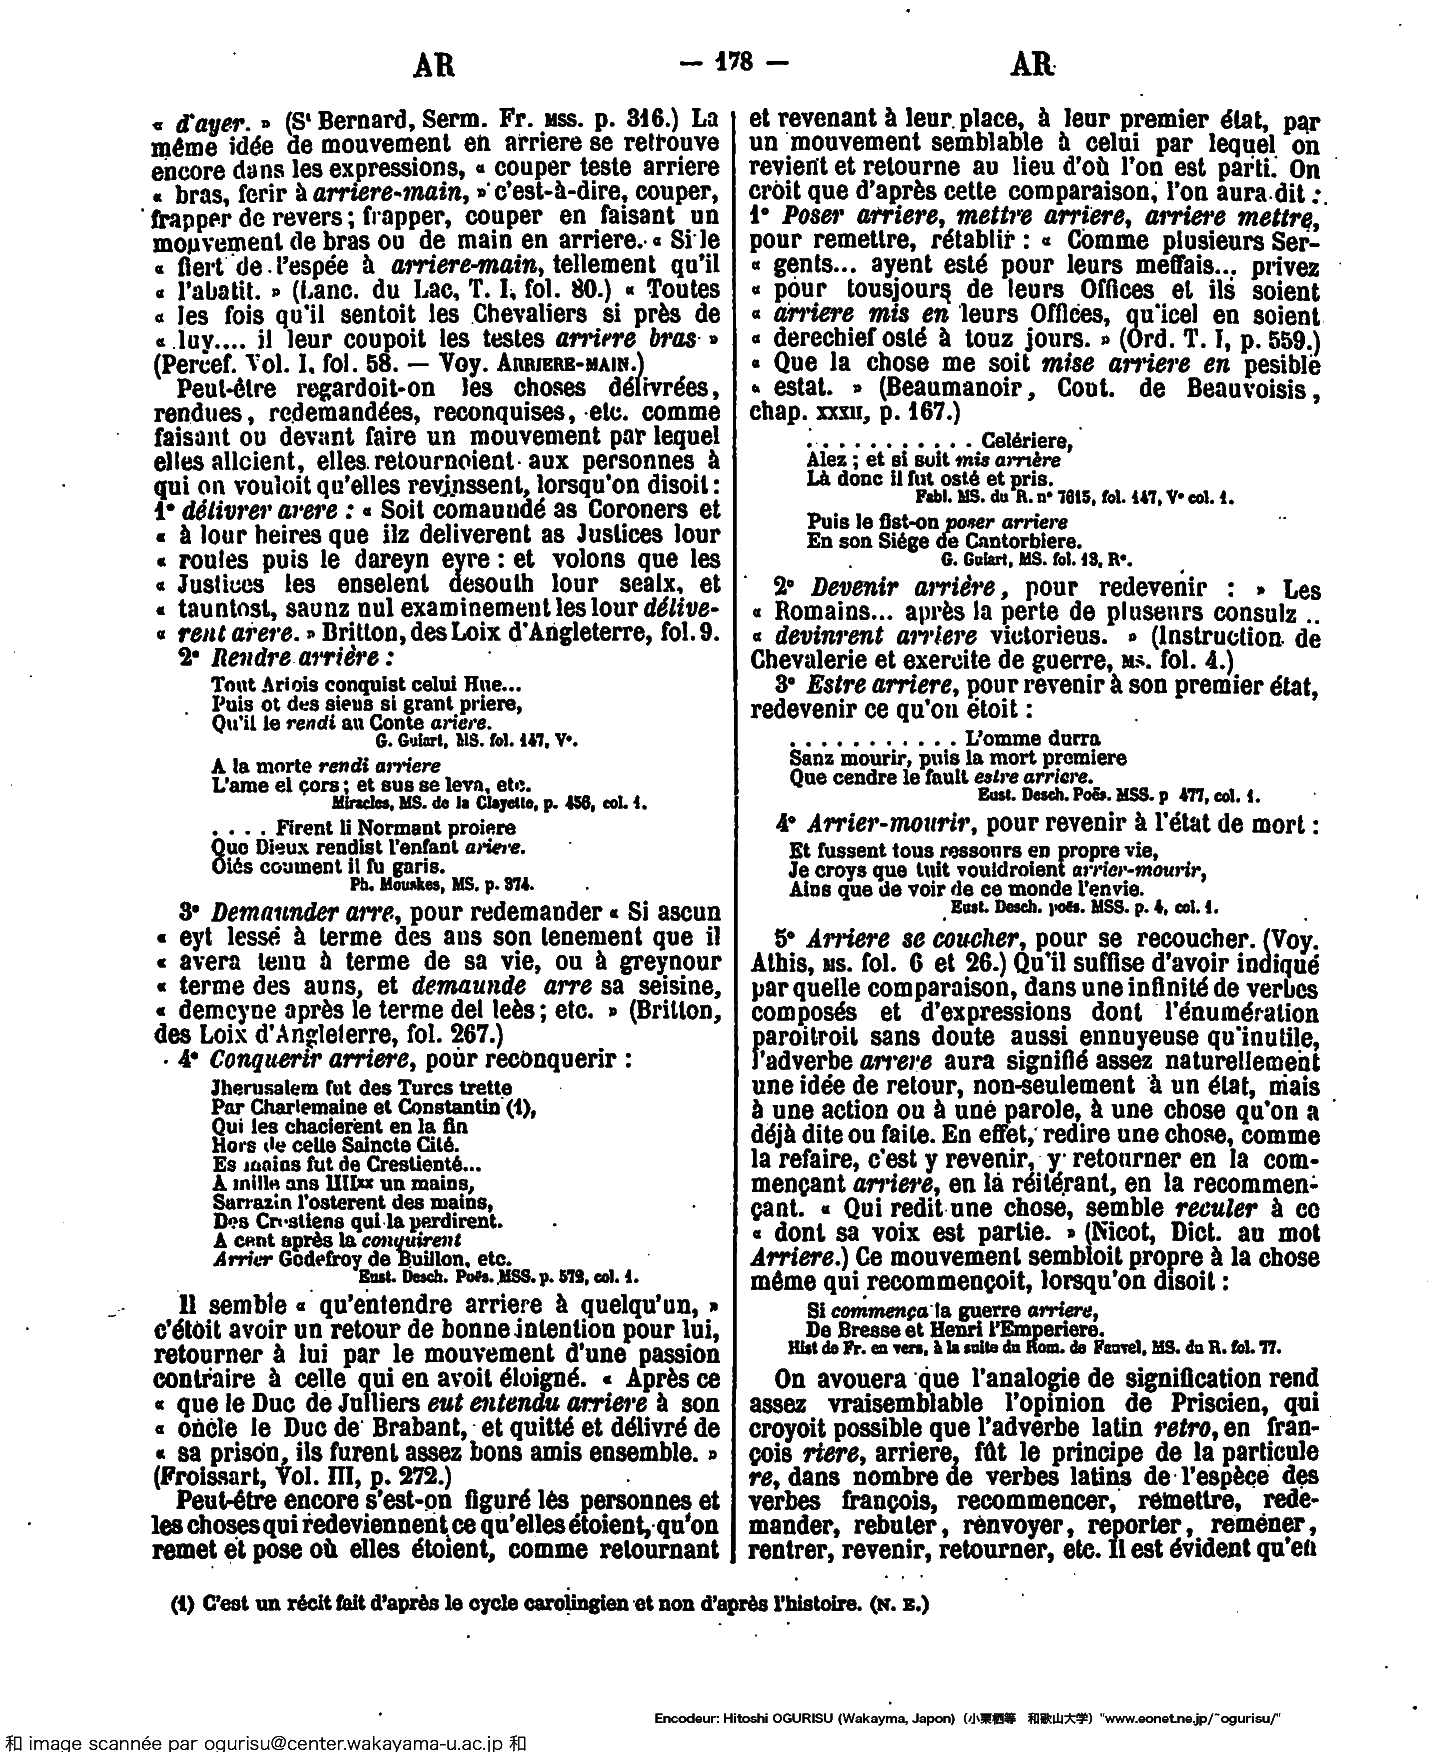 AR
— 178 —
AR
« d'ayer. » (St Bernard, Serm. Fr. MSS. p. 316.) La
même idée de mouvement en arriere se retrouve
encore dans les expressions, « couper teste arriere
« bras, ferir à arriere-main, » c'est-à-dire, couper,
frapper de revers ; frapper, couper en faisant un
mouvement de bras ou de main en arriere. « Si le
« fiert de l'espée à arriere-main, tellement qu'il
« l'abatit. » (Lanc. du Lac, T. I, fol. 80.) « Toutes
« les fois qu'il sentoit les Chevaliers si près de
« luy.... il leur coupoit les testes arriere bras »
(Percef. Vol. I, fol. 58. — Voy. ARRIERE-MAIN.)
Peut-être regardoit-on les choses délivrées,
rendues, redemandées, reconquises, etc. comme
faisant ou devant faire un mouvement par lequel
elles alloient, elles retournoient aux personnes à
qui on vouloit qu'elles revinssent, lorsqu'on disoit :
1° délivrer arere : « Soit comaundé as Coroners et
« à lour heires que ilz deliverent as Justices lour
« roules puis le dareyn eyre : et volons que les
« Justices les enselent desouth lour sealx, et
« tauntost, saunz nul examinement les lour délive-
« rent arere. » Britton, des Loix d'Angleterre, fol. 9.
2° Rendre arrière :
Tout Artois conquist celui Hue...
Puis ot des siens si grant priere,
Qu'il le rendi au Conte ariere.
G. Guiart, MS. fol. 147, V°.
A la morte rendi arriere
L'ame el çors ; et sus se leva, etc.
Miracles, MS. de la Clayette, p. 456, col. 1.
. . . . Firent li Normant proiere
Que Dieux rendist l'enfant ariere.
Oiés coument il fu garis.
Ph. Mouskes, MS. p. 374.
3° Demaunder arre, pour redemander « Si ascun
« eyt lessé à terme des ans son tenement que il
« avera tenu à terme de sa vie, ou à greynour
« terme des auns, et demaunde arre sa seisine,
« demeyne après le terme del leès ; etc. » (Britton,
des Loix d'Angleterre, fol. 267.)
4° Conquerir arriere, pour reconquerir :
Jherusalem fut des Turcs trette
Par Charlemaine et Constantin (1),
Qui les chacierent en la fin
Hors de celle Saincte Cité.
Es mains fut de Crestienté...
A mille ans IIIIxx un mains,
Sarrazin l'osterent des mains,
Des Crestiens qui la perdirent.
A cent après la conquirent
Arrier Godefroy de Buillon, etc.
Eust. Desch. Poës. MSS. p. 572, col. 1.
Il semble « qu'entendre arriere à quelqu'un, »
c'étoit avoir un retour de bonne intention pour lui,
retourner à lui par le mouvement d'une passion
contraire à celle qui en avoit éloigné. « Après ce
« que le Duc de Julliers eut entendu arriere à son
« oncle le Duc de Brabant, et quitté et délivré de
« sa prison, ils furent assez bons amis ensemble. »
(Froissart, Vol. III, p. 272.)
Peut-être encore s'est-on figuré les personnes et
les choses qui redeviennent ce qu'elles étoient, qu'on
remet et pose où elles étoient, comme retournant
et revenant à leur place, à leur premier état, par
un mouvement semblable à celui par lequel on
revient et retourne au lieu d'où l'on est parti. On
croit que d'après cette comparaison, l'on aura dit :
1° Poser arriere, mettre arriere, arriere mettre,
pour remettre, rétablir : « Comme plusieurs Ser-
« gents... ayent esté pour leurs meffais... privez
« pour tousjours de leurs Offices et ils soient
« arriere mis en leurs Offices, qu'icel en soient
« derechief osté à touz jours. » (Ord. T. I, p. 559.)
« Que la chose me soit mise arriere en pesible
« estat. » (Beaumanoir, Cout. de Beauvoisis,
chap. XXXII, p. 167.)
. . . . . . . . . . . Celériere,
Alez ; et si suit mis arrière
Là donc il fut osté et pris.
Fabl. MS. du R. n° 7615, fol. 147, V° col. 1.
Puis le fist-on poser arriere
En son Siége de Cantorbiere.
G. Guiart, MS. fol. 13, R°.
2° Devenir arrière, pour redevenir : » Les
« Romains... après la perte de pluseurs consulz ..
« devinrent arriere victorieus. » (Instruction de
Chevalerie et exercite de guerre, MS. fol. 4.)
3° Estre arriere, pour revenir à son premier état,
redevenir ce qu'on étoit :
. . . . . . . . . . . L'omme durra
Sanz mourir, puis la mort premiere
Que cendre le fault estre arriere.
Eust. Desch. Poës. MSS. p 477, col. 1.
4° Arrier-mourir, pour revenir à l'état de mort :
Et fussent tous ressours en propre vie,
Je croys que tuit vouldroient arrier-mourir,
Ains que de voir de ce monde l'envie.
Eust. Desch. poës. MSS. p. 4, col. 1.
5° Arriere se coucher, pour se recoucher. (Voy.
Athis, MS. fol. 6 et 26.) Qu'il suffise d'avoir indiqué
par quelle comparaison, dans une infinité de verbes
composés et d'expressions dont l'énumération
paroitroit sans doute aussi ennuyeuse qu'inutile,
l'adverbe arrere aura signifié assez naturellement
une idée de retour, non-seulement à un état, mais
à une action ou à une parole, à une chose qu'on a
déjà dite ou faite. En effet, redire une chose, comme
la refaire, c'est y revenir, y retourner en la com-
mençant arriere, en la réitérant, en la recommen-
çant. « Qui redit une chose, semble reculer à ce
« dont sa voix est partie. » (Nicot, Dict. au mot
Arriere.) Ce mouvement sembloit propre à la chose
même qui recommençoit, lorsqu'on disoit :
Si commença la guerre arriere,
De Bresse et Henri l'Emperiere.
Hist de Fr. en vers, à la suite du Rom. de Fauvel, MS. du R. fol. 77.
On avouera que l'analogie de signification rend
assez vraisemblable l'opinion de Priscien, qui
croyoit possible que l'adverbe latin retro, en fran-
çois riere, arriere, fût le principe de la particule
re, dans nombre de verbes latins de l'espèce des
verbes françois, recommencer, remettre, rede-
mander, rebuter, renvoyer, reporter, remener,
rentrer, revenir, retourner, etc. Il est évident qu'en
(1) C'est un récit fait d'après le cycle carolingien et non d'après l'histoire. (N. E.)
Encodeur: Hitoshi OGURISU (Wakayma, Japon) (小栗栖等 和歌山大学) "www.eonet.ne.jp/~ogurisu/"
和 image scannée par ogurisu@center.wakayama-u.ac.jp 和